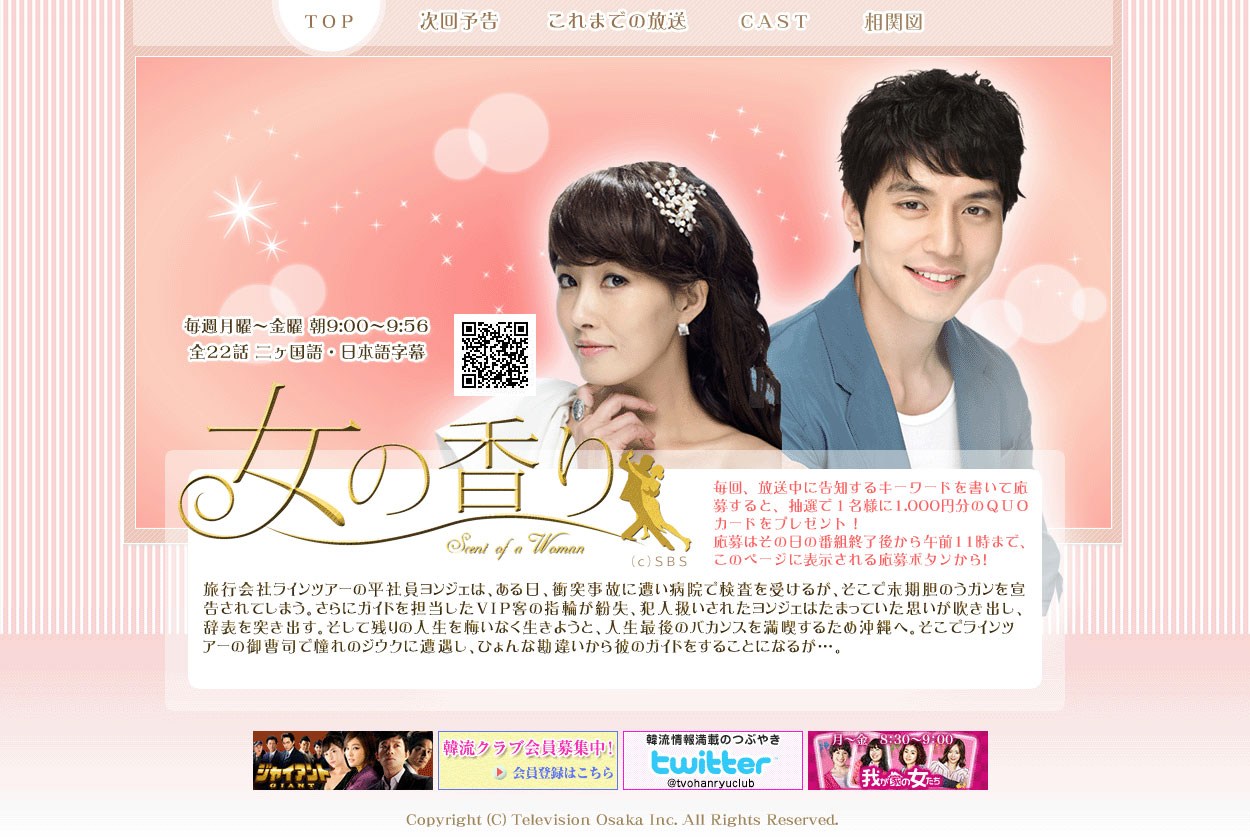 TOP 次回予告 これまでの放送 CAST 相関図
毎週月曜～金曜 朝9:00～9:56
全22話 二ヶ国語・日本語字幕
女の香り
Scent of a Woman
(c)SBS
毎回、放送中に告知するキーワードを書いて応
募すると、抽選で１名様に1,000円分のＱＵＯ
カードをプレゼント！
応募はその日の番組終了後から午前11時まで、
このページに表示される応募ボタンから!
旅行会社ラインツアーの平社員ヨンジェは、ある日、衝突事故に遭い病院で検査を受けるが、そこで末期胆のうガンを宣
告されてしまう。さらにガイドを担当したVIP客の指輪が紛失、犯人扱いされたヨンジェはたまっていた思いが吹き出し、
辞表を突き出す。そして残りの人生を悔いなく生きようと、人生最後のバカンスを満喫するため沖縄へ。そこでラインツ
アーの御曹司で憧れのジウクに遭遇し、ひょんな勘違いから彼のガイドをすることになるが…。
ジャイアント
GIANT
韓流クラブ会員募集中!
会員登録はこちら
韓流情報満載のつぶやき
twitter
@tvohanryuclub
月～金 8:30～9:00
我が家の女たち
Copyright (C) Television Osaka Inc. All Rights Reserved.